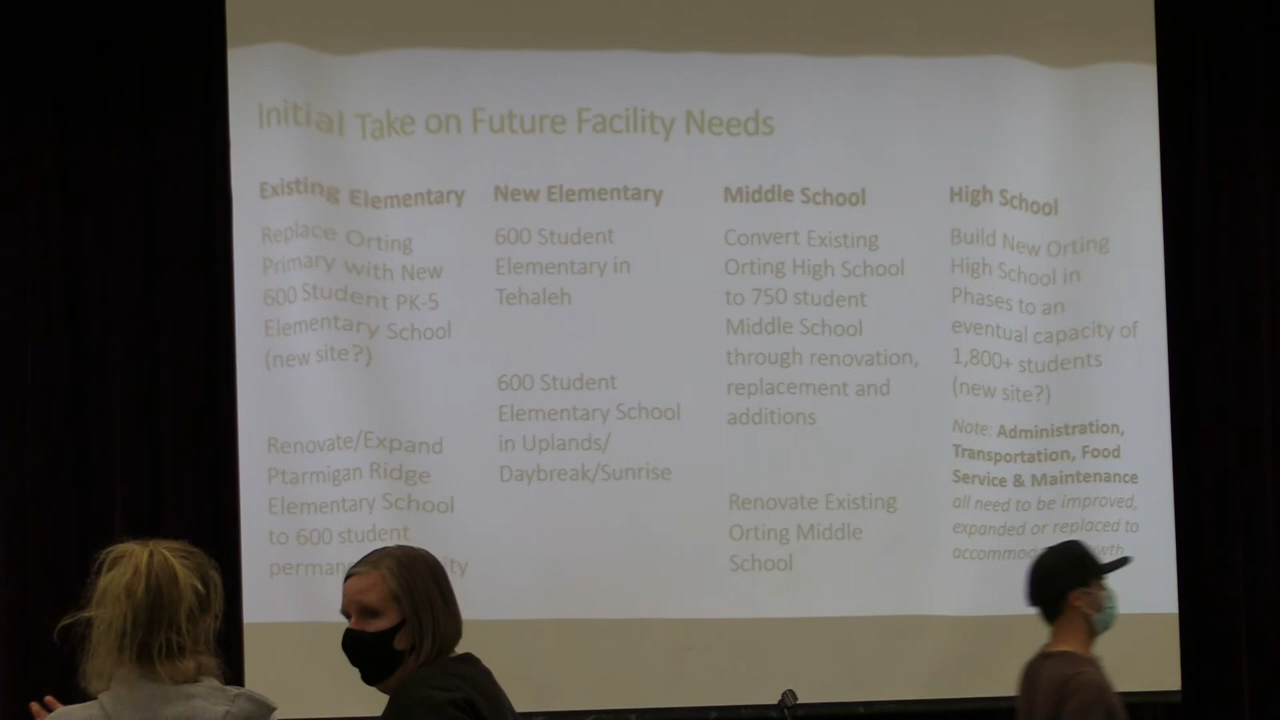 Initial Take on Future Facility Needs
Existing Elementary
Replace Orting
Primary with New
600 Student PK-5
Elementary School
(new site?)
Renovate/Expand
Ptarmigan Ridge
Elementary School
to 600 student
New Elementary
600 Student
Elementary in
Tehaleh
600 Student
Elementary School
in Uplands/
Daybreak/Sunrise
Middle School
Convert Existing
Orting High School
to 750 student
Middle School
through renovation,
replacement and
additions
Renovate Existing
Orting Middle
School
High School
Build New Orting
High School in
Phases to an
eventual capacity of
1,800+ students
(new site?)
Note: Administration,
Transportation, Food
Service & Maintenance
all need to be improved,
expanded or replaced to